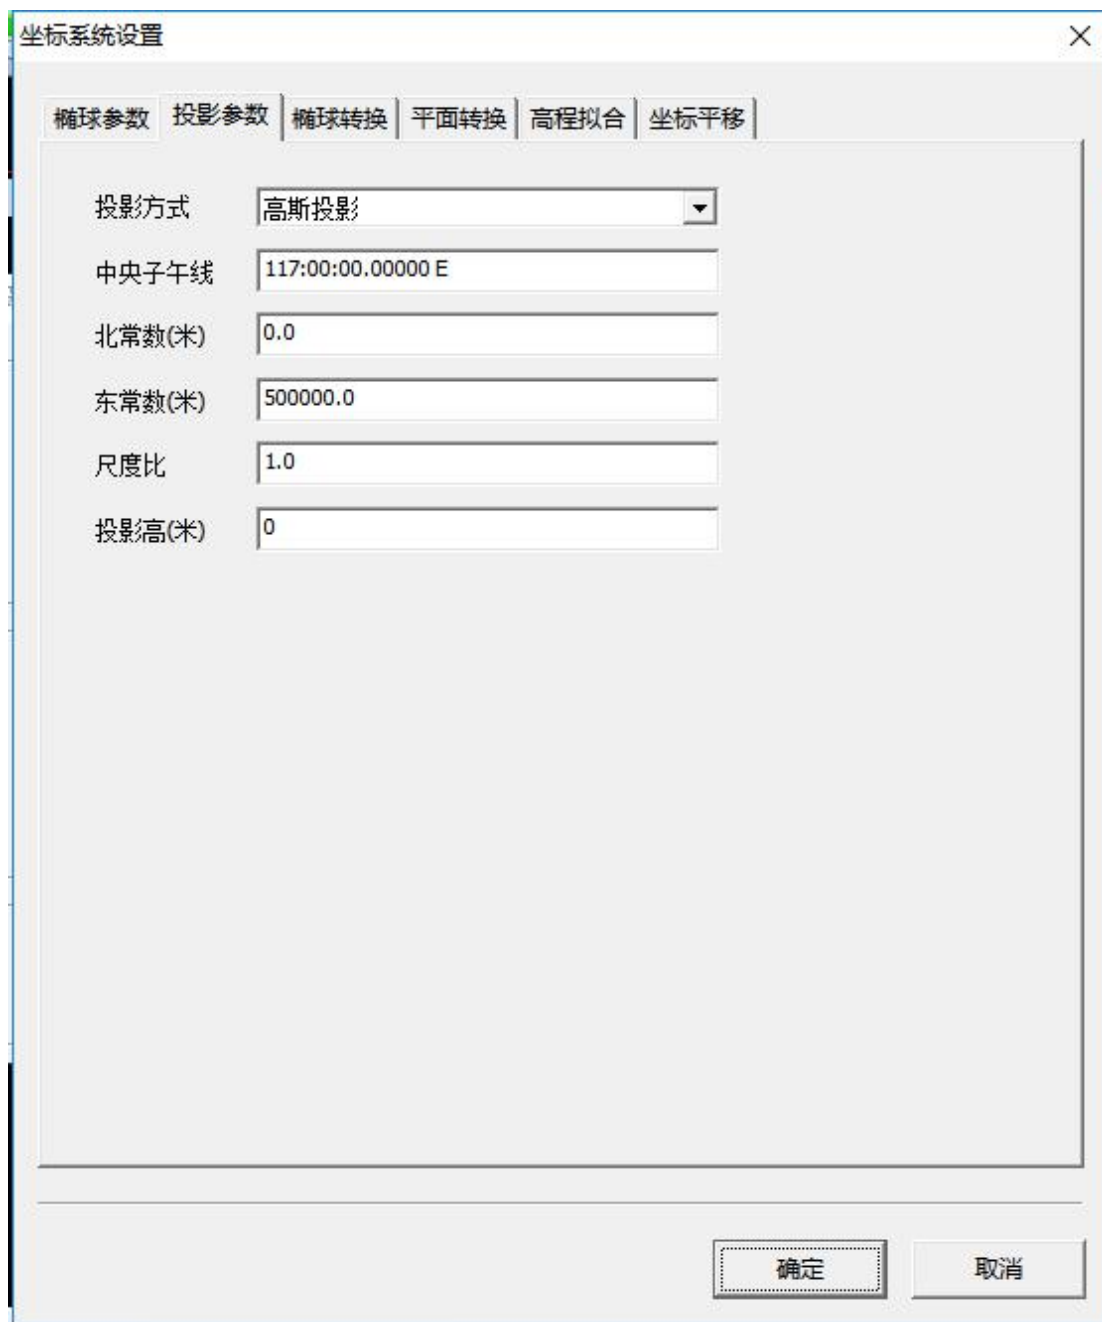 坐标系统设置
椭球参数 投影参数 椭球转换 平面转换 高程拟合 坐标平移
投影方式 高斯投影
中央子午线 117:00:00.00000 E
北常数(米) 0.0
东常数(米) 500000.0
尺度比 1.0
投影高(米) 0
确定 取消